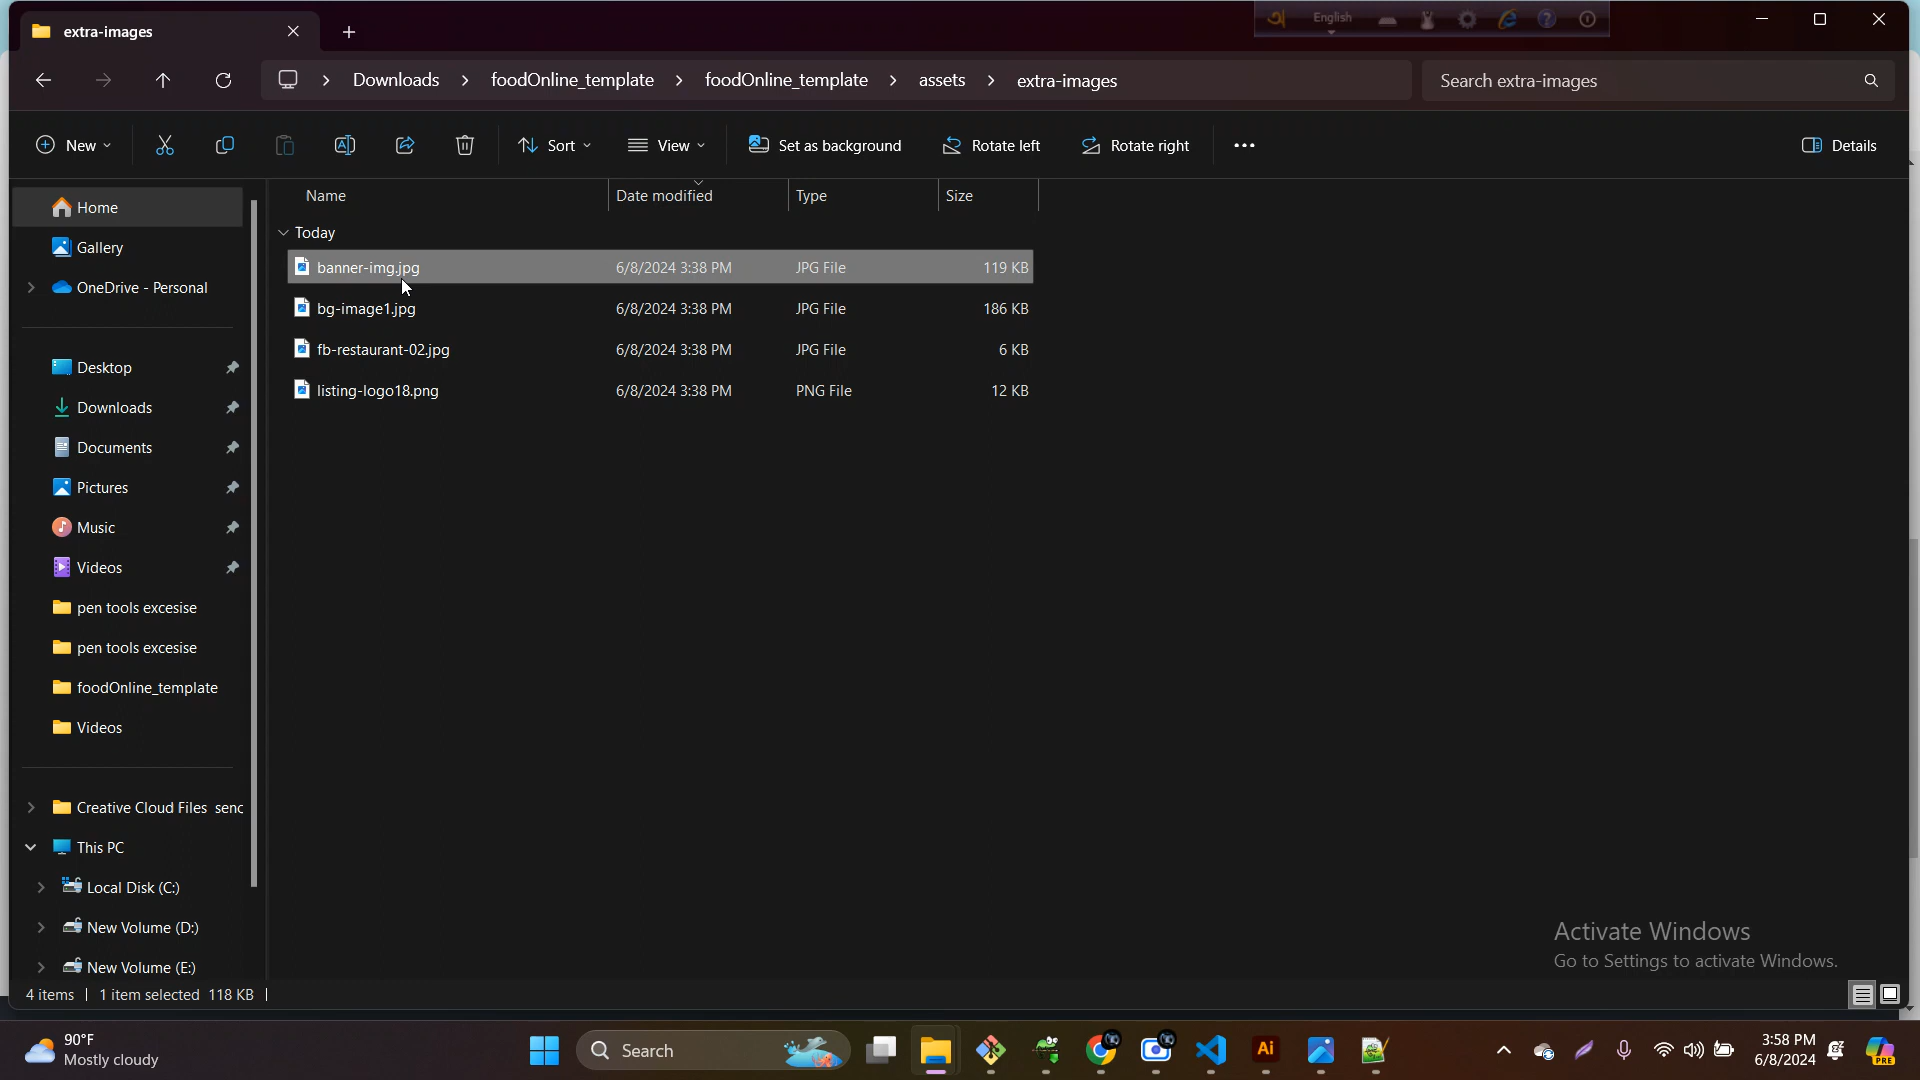 extra-images
English
Downloads > foodOnline_template > foodOnline_template > assets > extra-images
Search extra-images
New
Sort
View
Set as background
Rotate left
Rotate right
Details
Name
Date modified
Type
Size
Today
banner-img.jpg 6/8/2024 3:38 PM JPG File 119 KB
bg-image1.jpg 6/8/2024 3:38 PM JPG File 186 KB
fb-restaurant-02.jpg 6/8/2024 3:38 PM JPG File 6 KB
listing-logo18.png 6/8/2024 3:38 PM PNG File 12 KB
Home
Gallery
OneDrive - Personal
Desktop
Downloads
Documents
Pictures
Music
Videos
pen tools excesise
pen tools excesise
foodOnline_template
Videos
Creative Cloud Files senc
This PC
Local Disk (C:)
New Volume (D:)
New Volume (E:)
Activate Windows
Go to Settings to activate Windows.
4 items
1 item selected 118 KB
90°F
Mostly cloudy
Search
Ai
3:58 PM
6/8/2024
PRE